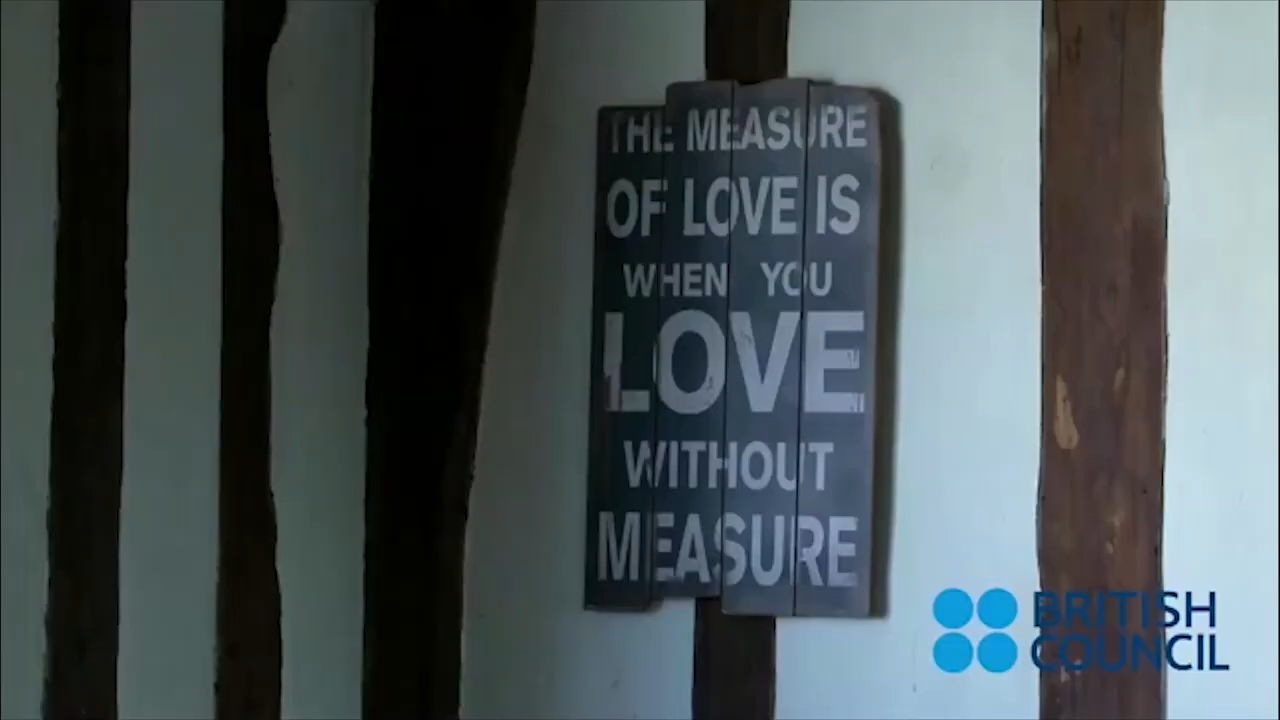 THE MEASURE
OF LOVE IS
WHEN YOU
LOVE
WITHOUT
MEASURE
BRITISH
COUNCIL